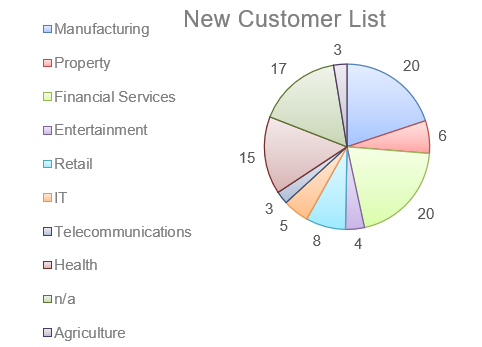 New Customer List
Manufacturing
Property
Financial Services
Entertainment
Retail
IT
Telecommunications
Health
n/a
Agriculture
20
6
20
4
8
5
3
15
17
3